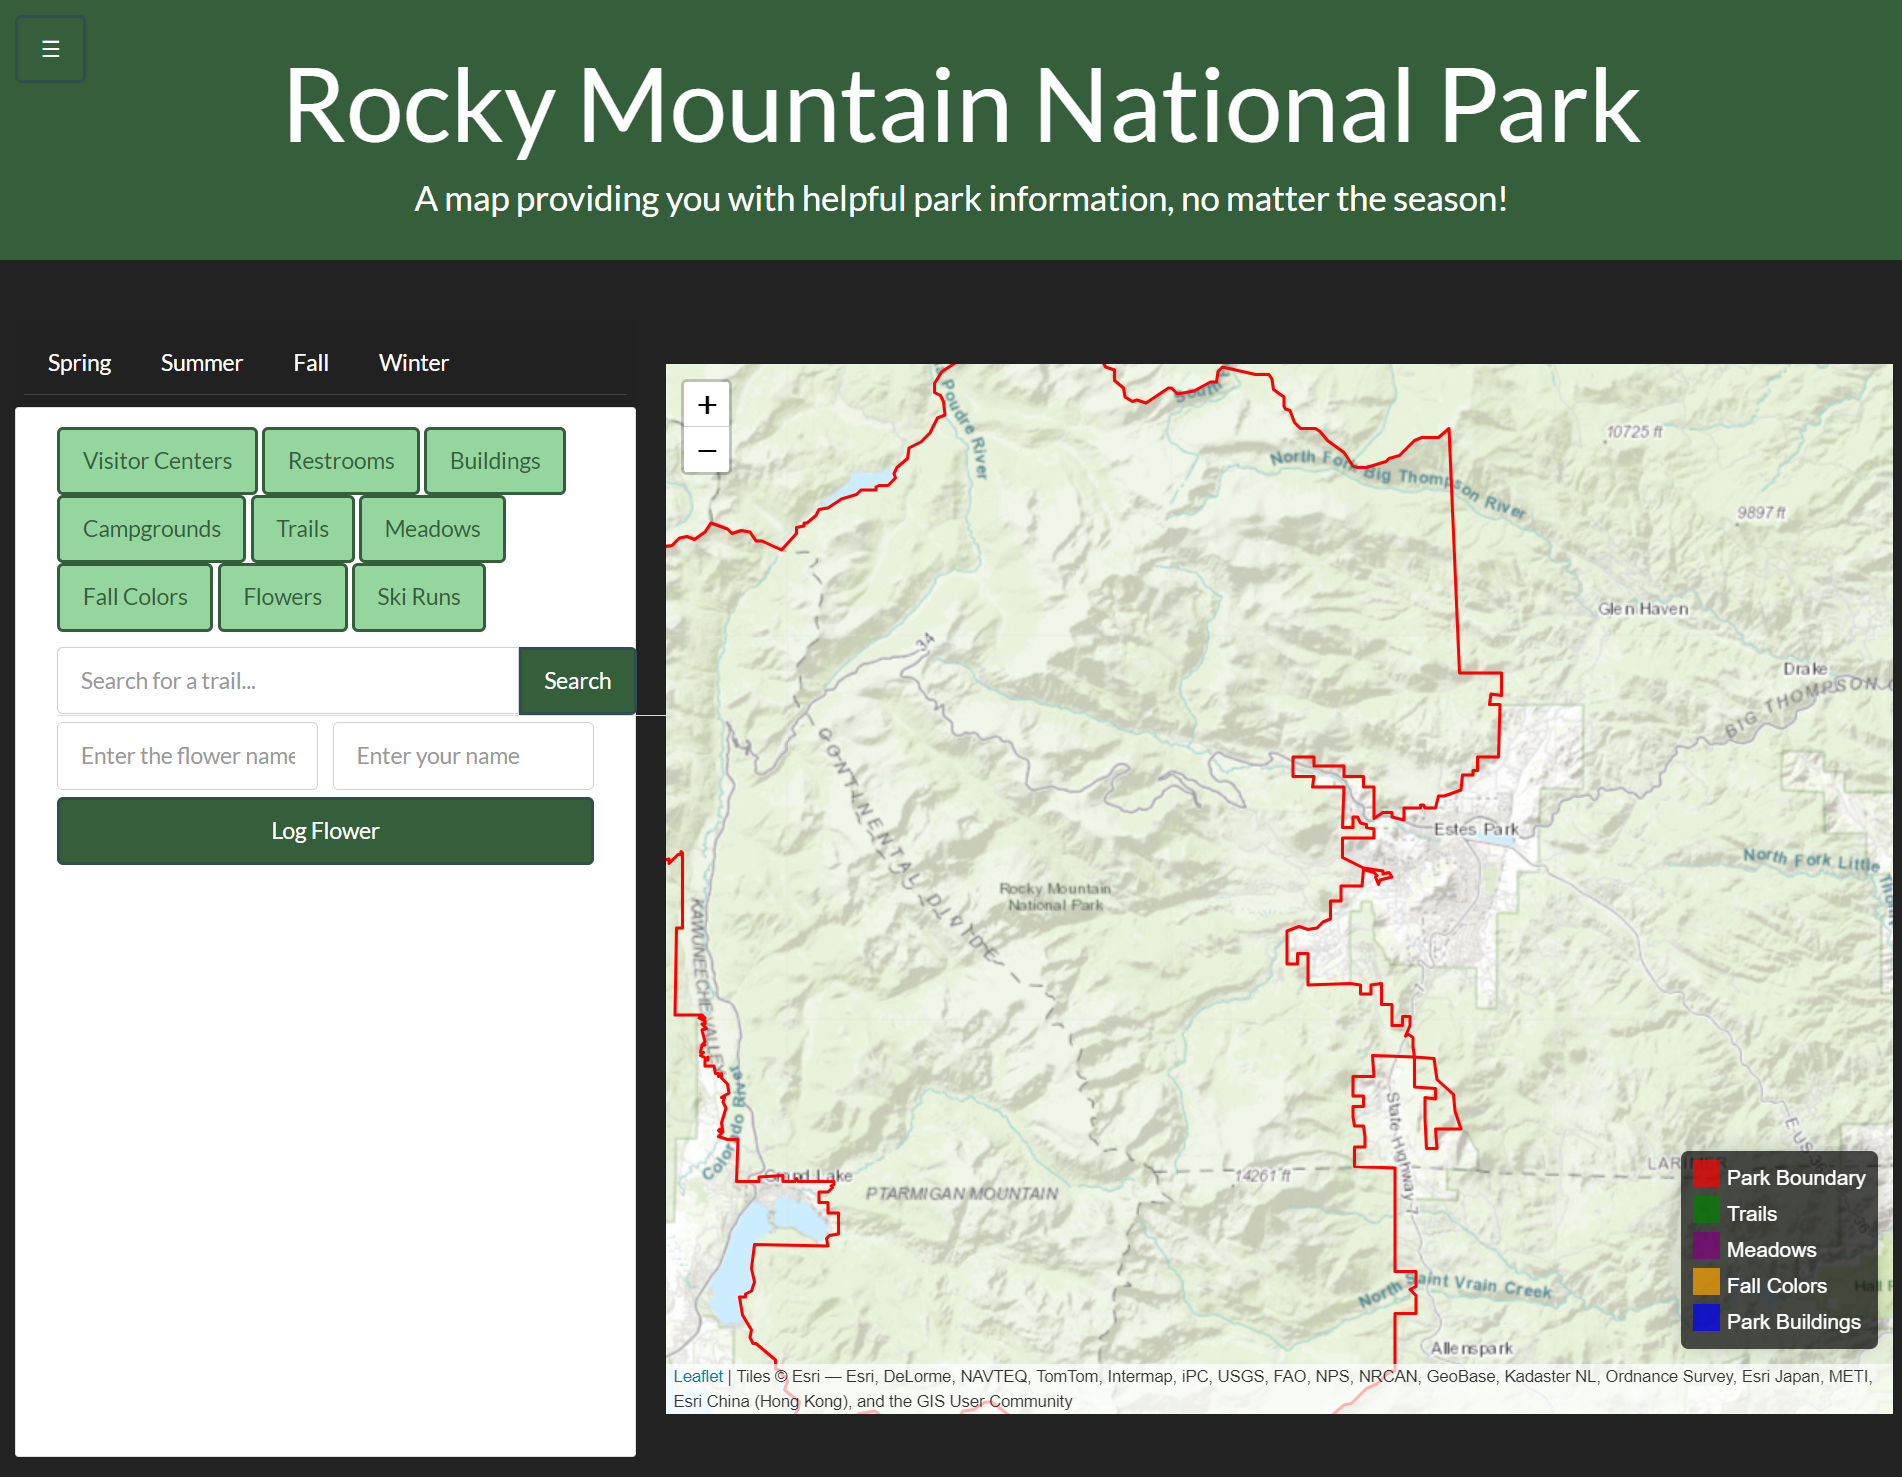 ☰
Rocky Mountain National Park
A map providing you with helpful park information, no matter the season!
Spring Summer Fall Winter
Visitor Centers Restrooms Buildings
Campgrounds Trails Meadows
Fall Colors Flowers Ski Runs
Search for a trail... Search
Enter the flower name Enter your name
Log Flower
+
−
Poudre River
South
10725 ft
North Fork Big Thompson River
9897 ft
Glen Haven
34
Drake
BIG THOMPSON
CONTINENTAL DIVIDE
Estes Park
North Fork Little
Rocky Mountain
National Park
KAWUNEECHE VALLEY
Colorado River
State Highway 7
Grand Lake
14261 ft
PTARMIGAN MOUNTAIN
North Saint Vrain Creek
Allenspark
Park Boundary
Trails
Meadows
Fall Colors
Park Buildings
Leaflet | Tiles © Esri — Esri, DeLorme, NAVTEQ, TomTom, Intermap, iPC, USGS, FAO, NPS, NRCAN, GeoBase, Kadaster NL, Ordnance Survey, Esri Japan, METI,
Esri China (Hong Kong), and the GIS User Community